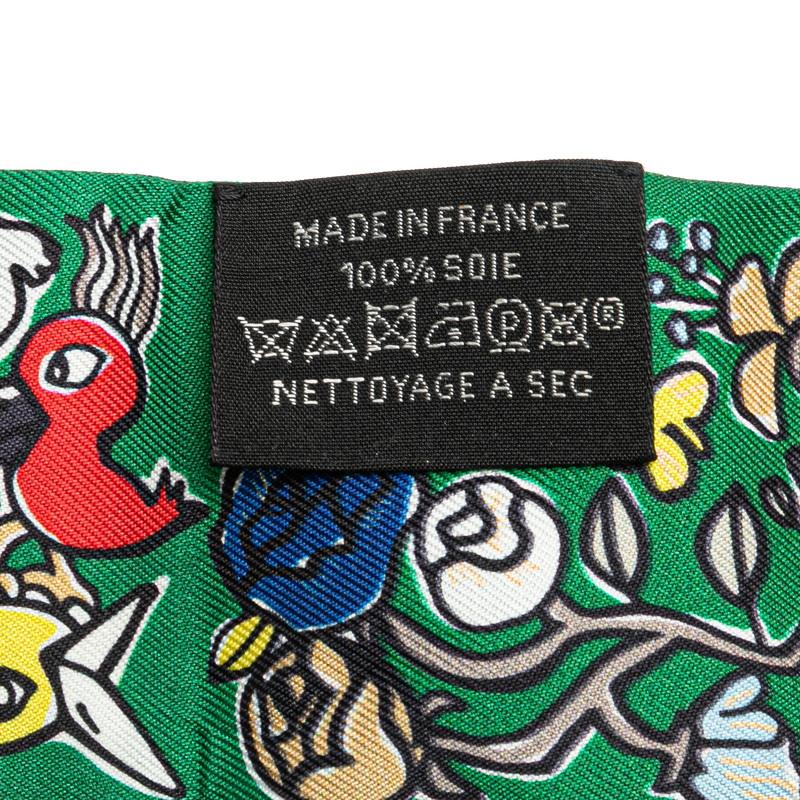 MADE IN FRANCE
100% SOIE
P ®
NETTOYAGE A SEC